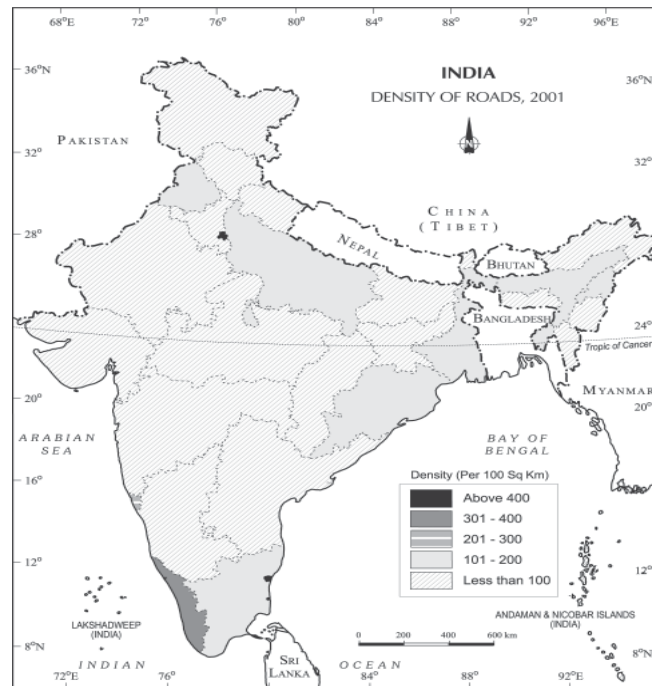 68°E
72°
76°
80°
84°
88°
92°
96°E
36°N
36°N
INDIA
DENSITY OF ROADS, 2001
N
PAKISTAN
32°
32°
CHINA
(TIBET)
NEPAL
28°
BHUTAN
24°
BANGLADESH
24°
Tropic of Cancer
MYANMAR
20°
20°
ARABIAN
SEA
BAY OF
BENGAL
Density (Per 100 Sq Km)
Above 400
301 - 400
201 - 300
101 - 200
Less than 100
16°
16°
12°
12°
LAKSHADWEEP
(INDIA)
ANDAMAN & NICOBAR ISLANDS
(INDIA)
0 200 400 600 km
8°N
8°N
SRI
LANKA
INDIAN OCEAN
72°E
76°
80°
84°
88°
92°E